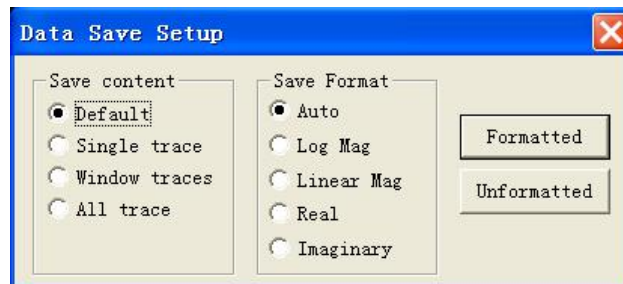 Data Save Setup
Save content
Default
Single trace
Window traces
All trace
Save Format
Auto
Log Mag
Linear Mag
Real
Imaginary
Formatted
Unformatted